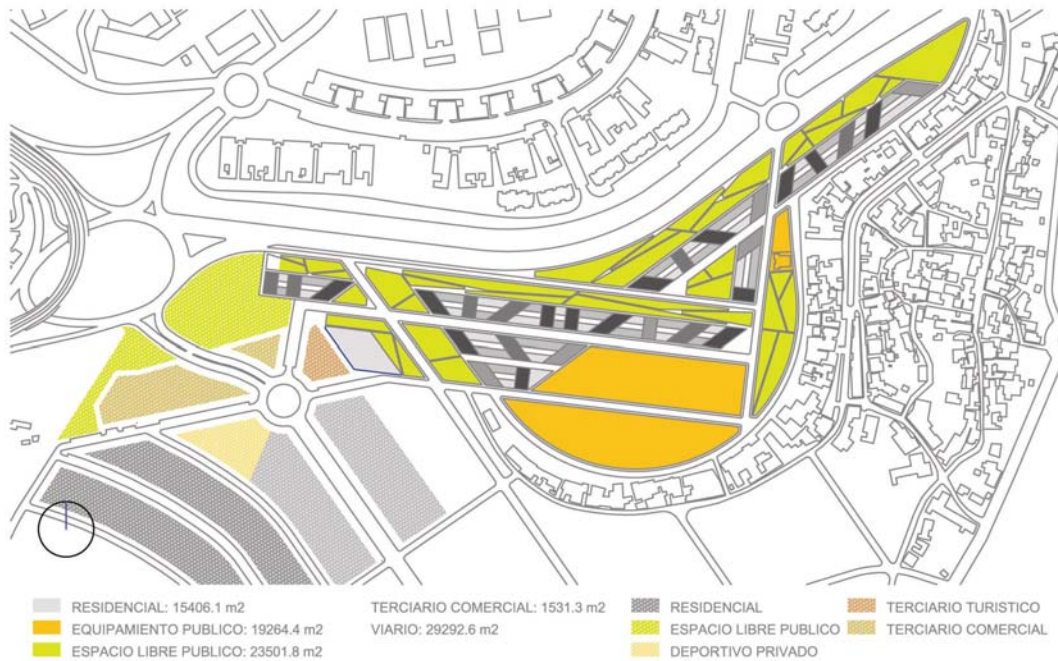 RESIDENCIAL: 15406.1 m2
EQUIPAMIENTO PUBLICO: 19264.4 m2
ESPACIO LIBRE PUBLICO: 23501.8 m2
TERCIARIO COMERCIAL: 1531.3 m2
VIARIO: 29292.6 m2
RESIDENCIAL
ESPACIO LIBRE PUBLICO
DEPORTIVO PRIVADO
TERCIARIO TURISTICO
TERCIARIO COMERCIAL